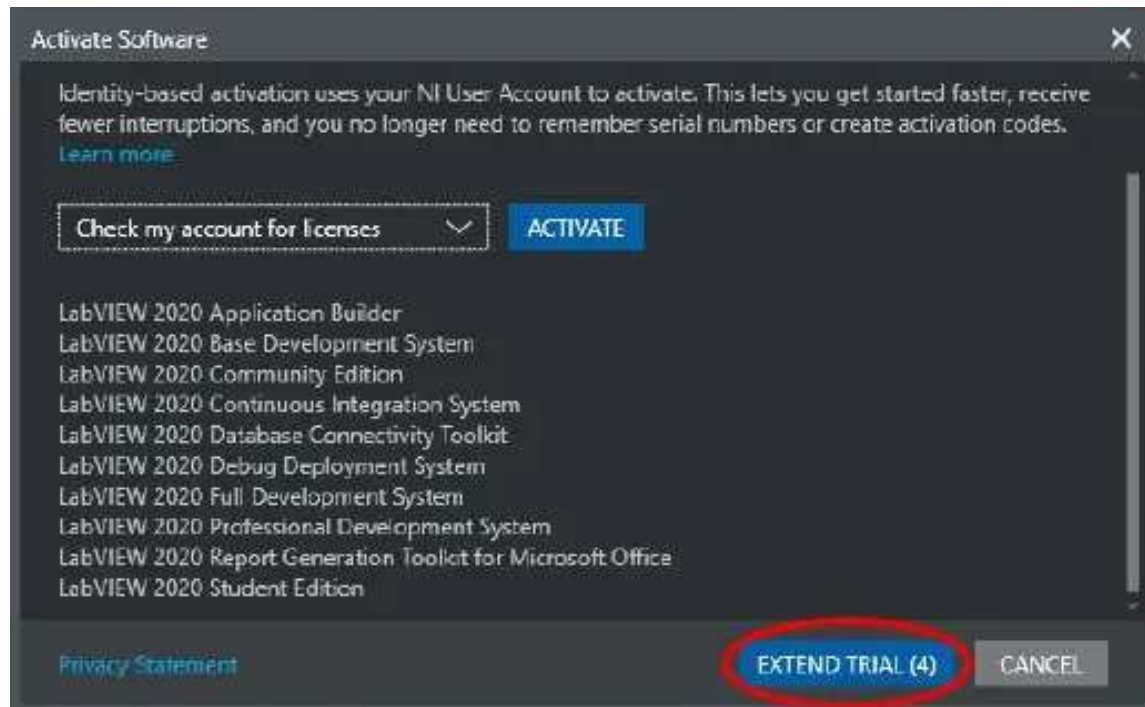 Activate Software
Identity-based activation uses your NI User Account to activate. This lets you get started faster, receive
fewer interruptions, and you no longer need to remember serial numbers or create activation codes.
Learn more
Check my account for licenses
ACTIVATE
LabVIEW 2020 Application Builder
LabVIEW 2020 Base Development System
LabVIEW 2020 Community Edition
LabVIEW 2020 Continuous Integration System
LabVIEW 2020 Database Connectivity Toolkit
LabVIEW 2020 Debug Deployment System
LabVIEW 2020 Full Development System
LabVIEW 2020 Professional Development System
LabVIEW 2020 Report Generation Toolkit for Microsoft Office
LabVIEW 2020 Student Edition
Privacy Statement
EXTEND TRIAL (4)
CANCEL